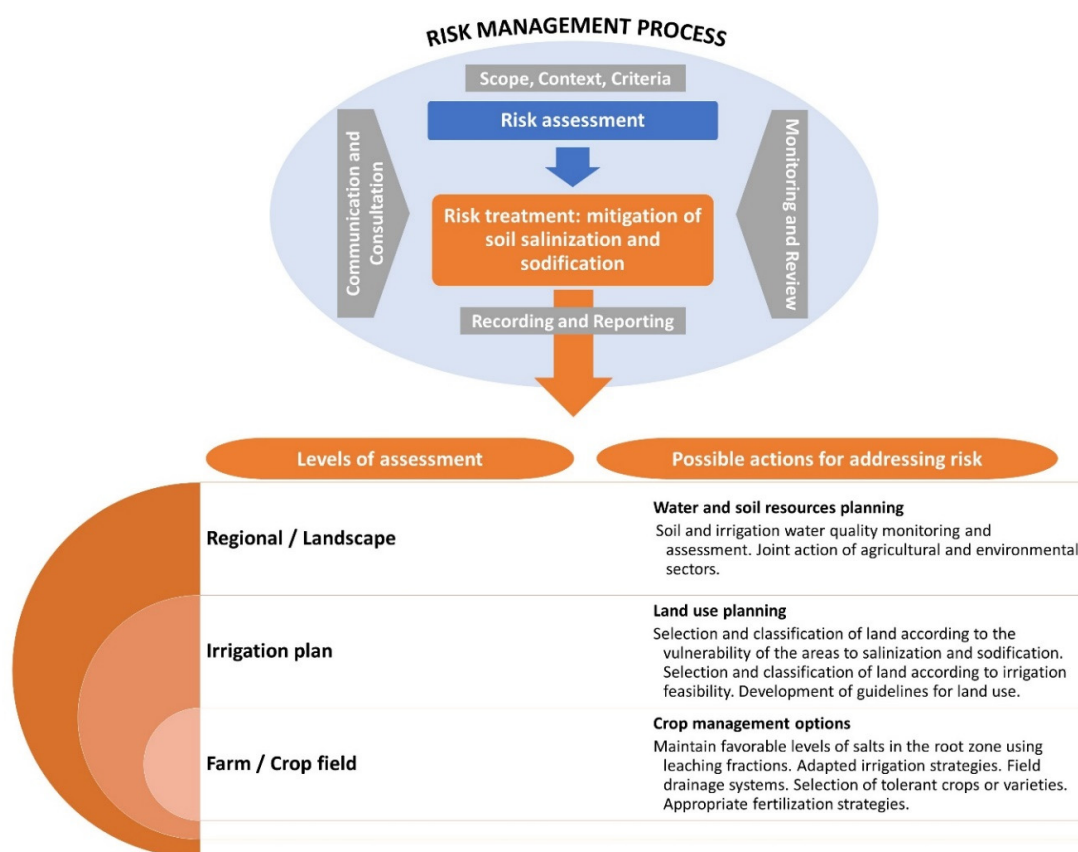 RISK MANAGEMENT PROCESS
Scope, Context, Criteria
Risk assessment
Communication and
Consultation
Monitoring and Review
Risk treatment: mitigation of
soil salinization and
sodification
Recording and Reporting
Levels of assessment
Possible actions for addressing risk
Regional / Landscape
Water and soil resources planning
Soil and irrigation water quality monitoring and
assessment. Joint action of agricultural and environmental
sectors.
Irrigation plan
Land use planning
Selection and classification of land according to the
vulnerability of the areas to salinization and sodification.
Selection and classification of land according to irrigation
feasibility. Development of guidelines for land use.
Farm / Crop field
Crop management options
Maintain favorable levels of salts in the root zone using
leaching fractions. Adapted irrigation strategies. Field
drainage systems. Selection of tolerant crops or varieties.
Appropriate fertilization strategies.